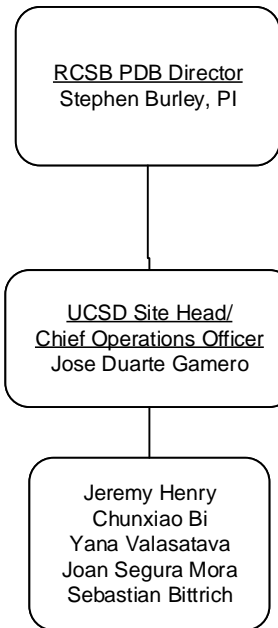 RCSB PDB Director
Stephen Burley, PI
UCSD Site Head/
Chief Operations Officer
Jose Duarte Gamero
Jeremy Henry
Chunxiao Bi
Yana Valasatava
Joan Segura Mora
Sebastian Bittrich